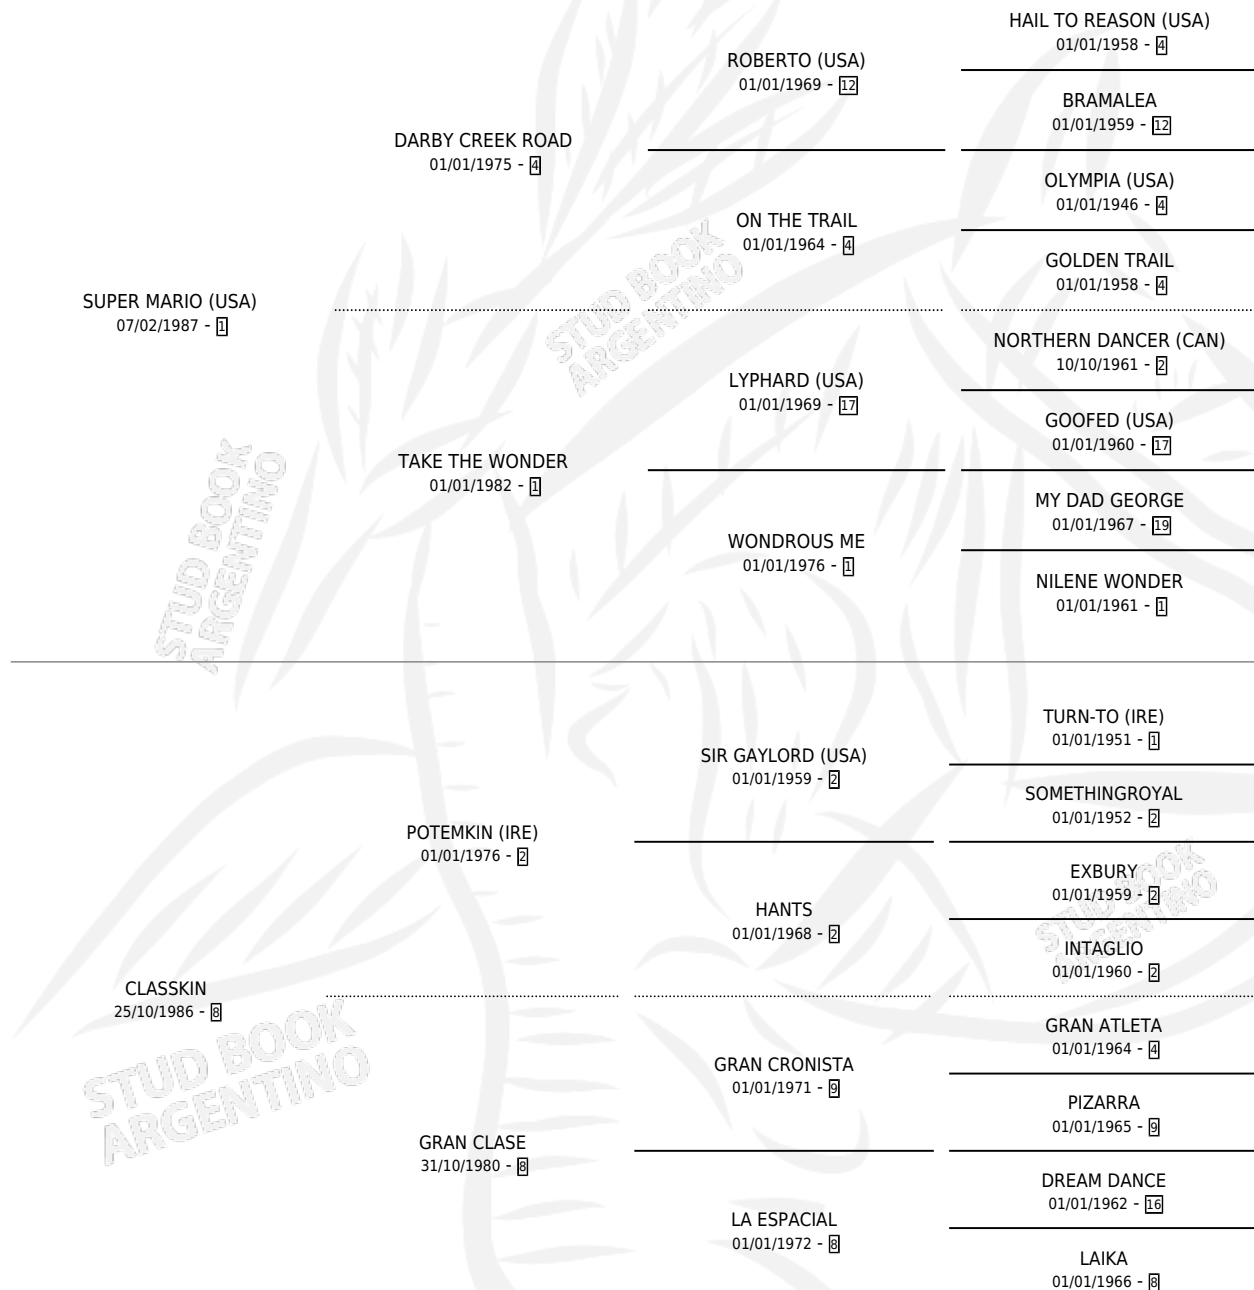 HAIL TO REASON (USA)
01/01/1958 - 4
ROBERTO (USA)
01/01/1969 - 12
BRAMALEA
01/01/1959 - 12
DARBY CREEK ROAD
01/01/1975 - 4
OLYMPIA (USA)
01/01/1946 - 4
ON THE TRAIL
01/01/1964 - 4
GOLDEN TRAIL
01/01/1958 - 4
SUPER MARIO (USA)
07/02/1987 - 1
NORTHERN DANCER (CAN)
10/10/1961 - 2
LYPHARD (USA)
01/01/1969 - 17
GOOFED (USA)
01/01/1960 - 17
TAKE THE WONDER
01/01/1982 - 1
MY DAD GEORGE
01/01/1967 - 19
WONDROUS ME
01/01/1976 - 1
NILENE WONDER
01/01/1961 - 1
TURN-TO (IRE)
01/01/1951 - 1
SIR GAYLORD (USA)
01/01/1959 - 2
SOMETHINGROYAL
01/01/1952 - 2
POTEMKIN (IRE)
01/01/1976 - 2
EXBURY
01/01/1959 - 2
HANTS
01/01/1968 - 2
INTAGLIO
01/01/1960 - 2
CLASSKIN
25/10/1986 - 8
GRAN ATLETA
01/01/1964 - 4
GRAN CRONISTA
01/01/1971 - 9
PIZARRA
01/01/1965 - 9
GRAN CLASE
31/10/1980 - 8
DREAM DANCE
01/01/1962 - 16
LA ESPACIAL
01/01/1972 - 8
LAIKA
01/01/1966 - 8
STUD BOOK
ARGENTINO
STUD BOOK
ARGENTINO
STUD BOOK
ARGENTINO
STUD BOOK
ARGENTINO